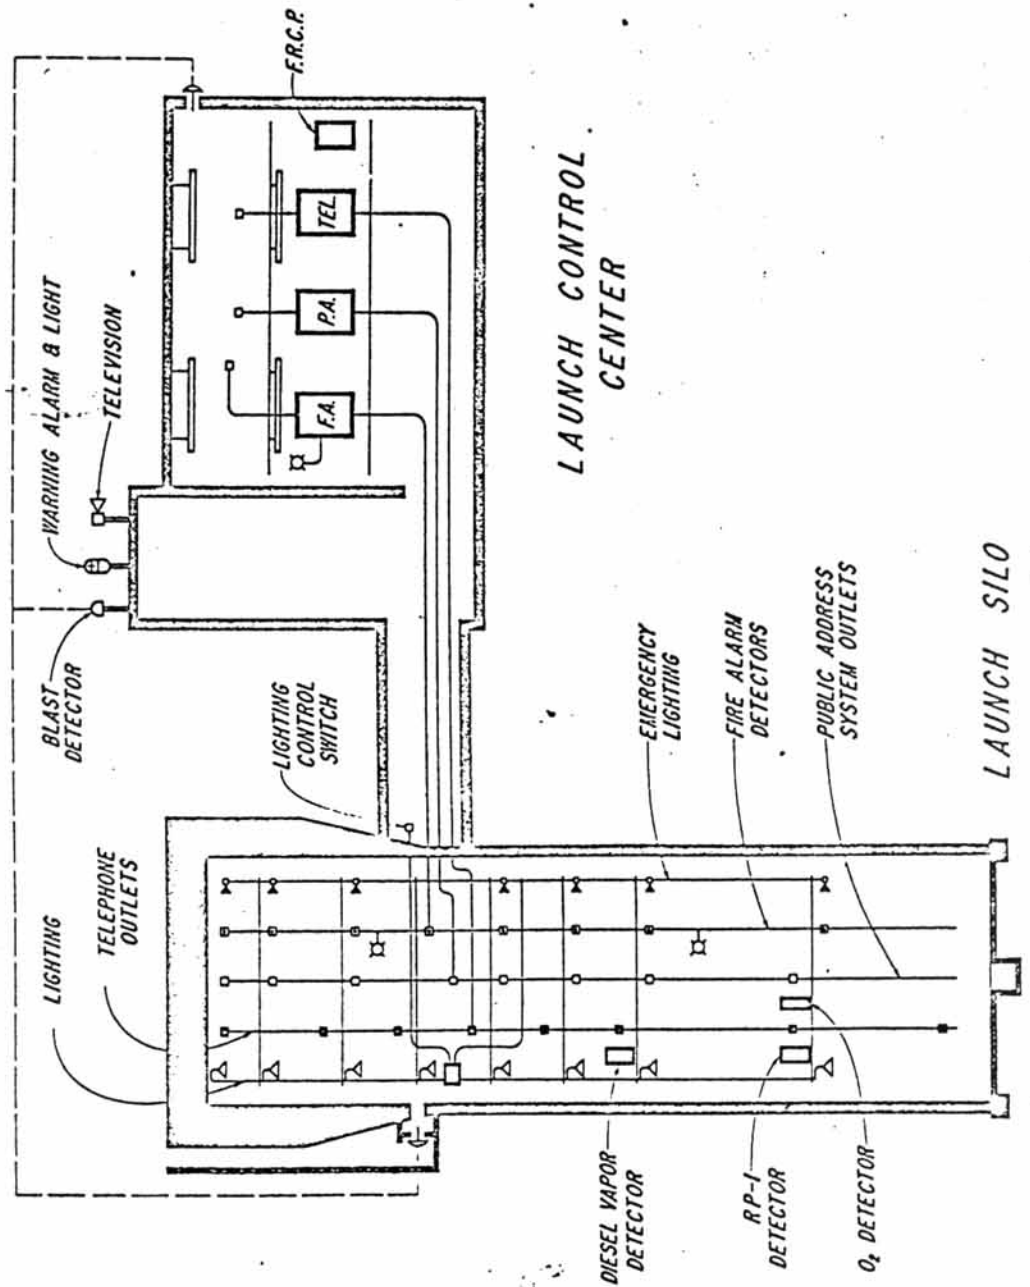 WARNING ALARM & LIGHT
TELEVISION
BLAST
DETECTOR
F.R.C.P.
TEL.
P.A.
F.A.
LAUNCH CONTROL
CENTER
LIGHTING
CONTROL
SWITCH
LIGHTING
TELEPHONE
OUTLETS
EMERGENCY
LIGHTING
FIRE ALARM
DETECTORS
PUBLIC ADDRESS
SYSTEM OUTLETS
LAUNCH SILO
DIESEL VAPOR
DETECTOR
RP-1
DETECTOR
O₂ DETECTOR